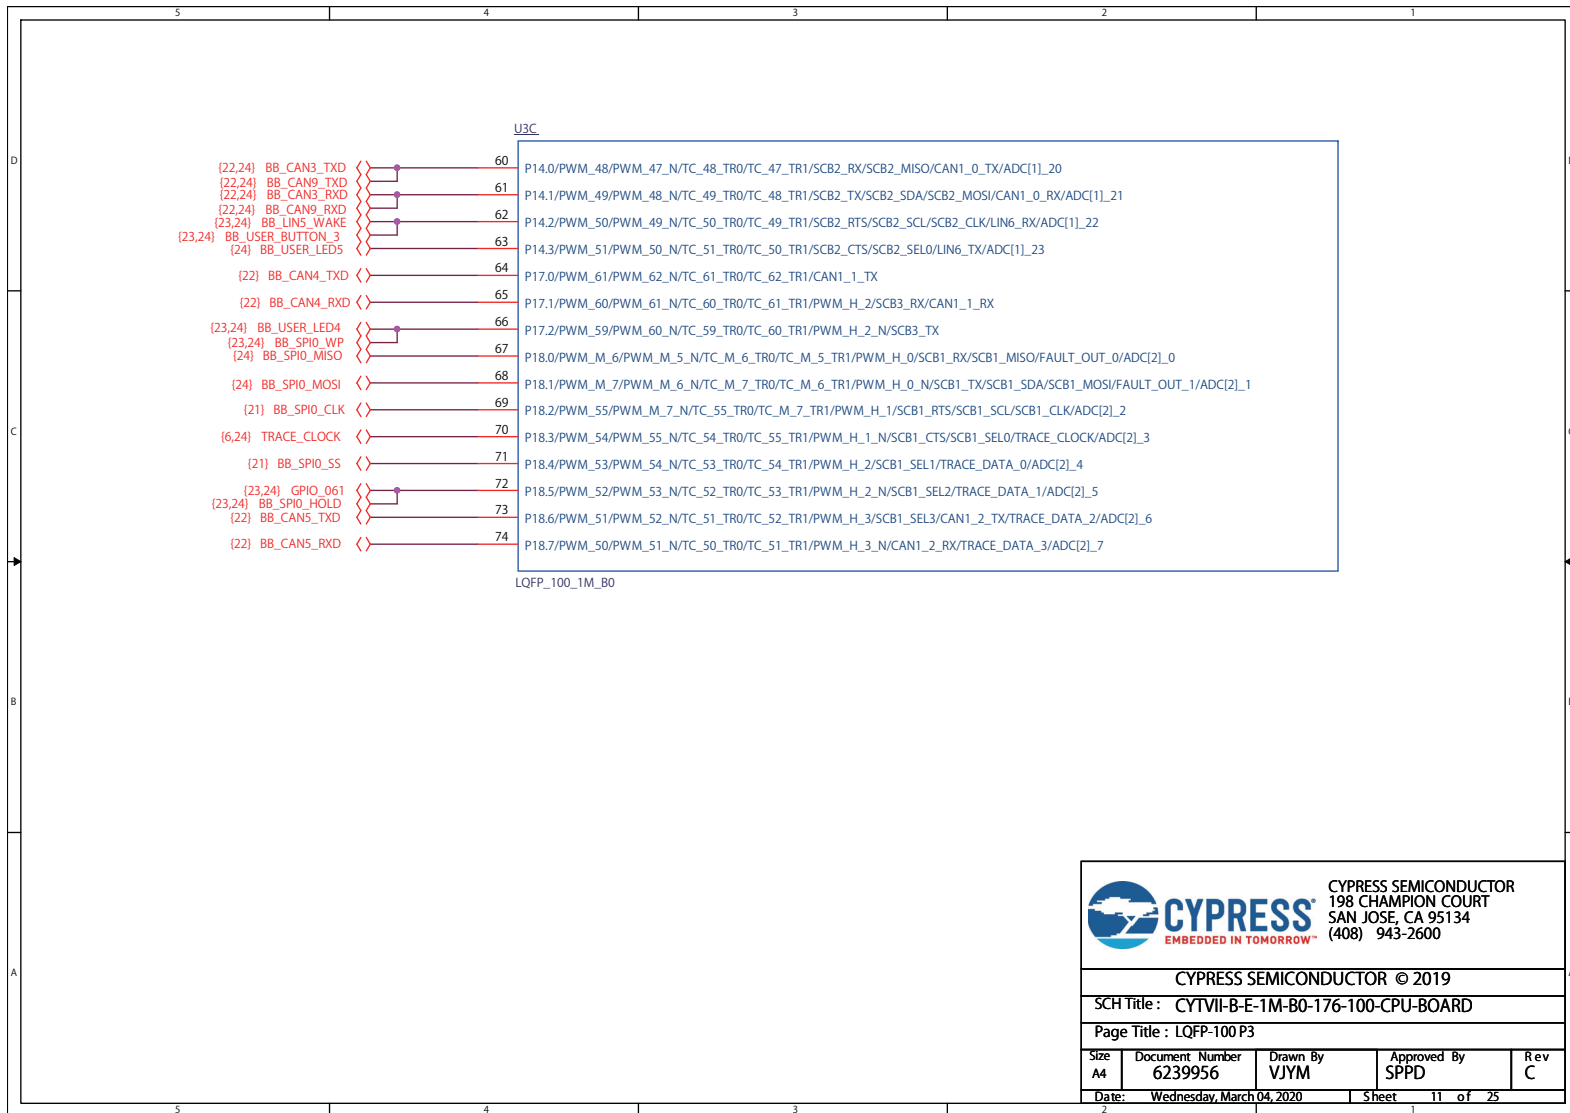 5 4 3 2 1
D
C
B
A
U3C
{22,24} BB_CAN3_TXD 60 P14.0/PWM_48/PWM_47_N/TC_48_TR0/TC_47_TR1/SCB2_RX/SCB2_MISO/CAN1_0_TX/ADC[1]_20
{22,24} BB_CAN9_TXD
{22,24} BB_CAN3_RXD 61 P14.1/PWM_49/PWM_48_N/TC_49_TR0/TC_48_TR1/SCB2_TX/SCB2_SDA/SCB2_MOSI/CAN1_0_RX/ADC[1]_21
{22,24} BB_CAN9_RXD
{23,24} BB_LIN5_WAKE 62 P14.2/PWM_50/PWM_49_N/TC_50_TR0/TC_49_TR1/SCB2_RTS/SCB2_SCL/SCB2_CLK/LIN6_RX/ADC[1]_22
{23,24} BB_USER_BUTTON_3
{24} BB_USER_LED5 63 P14.3/PWM_51/PWM_50_N/TC_51_TR0/TC_50_TR1/SCB2_CTS/SCB2_SEL0/LIN6_TX/ADC[1]_23
{22} BB_CAN4_TXD 64 P17.0/PWM_61/PWM_62_N/TC_61_TR0/TC_62_TR1/CAN1_1_TX
{22} BB_CAN4_RXD 65 P17.1/PWM_60/PWM_61_N/TC_60_TR0/TC_61_TR1/PWM_H_2/SCB3_RX/CAN1_1_RX
{23,24} BB_USER_LED4 66 P17.2/PWM_59/PWM_60_N/TC_59_TR0/TC_60_TR1/PWM_H_2_N/SCB3_TX
{23,24} BB_SPI0_WP
{24} BB_SPI0_MISO 67 P18.0/PWM_M_6/PWM_M_5_N/TC_M_6_TR0/TC_M_5_TR1/PWM_H_0/SCB1_RX/SCB1_MISO/FAULT_OUT_0/ADC[2]_0
{24} BB_SPI0_MOSI 68 P18.1/PWM_M_7/PWM_M_6_N/TC_M_7_TR0/TC_M_6_TR1/PWM_H_0_N/SCB1_TX/SCB1_SDA/SCB1_MOSI/FAULT_OUT_1/ADC[2]_1
{21} BB_SPI0_CLK 69 P18.2/PWM_55/PWM_M_7_N/TC_55_TR0/TC_M_7_TR1/PWM_H_1/SCB1_RTS/SCB1_SCL/SCB1_CLK/ADC[2]_2
{6,24} TRACE_CLOCK 70 P18.3/PWM_54/PWM_55_N/TC_54_TR0/TC_55_TR1/PWM_H_1_N/SCB1_CTS/SCB1_SEL0/TRACE_CLOCK/ADC[2]_3
{21} BB_SPI0_SS 71 P18.4/PWM_53/PWM_54_N/TC_53_TR0/TC_54_TR1/PWM_H_2/SCB1_SEL1/TRACE_DATA_0/ADC[2]_4
{23,24} GPIO_061 72 P18.5/PWM_52/PWM_53_N/TC_52_TR0/TC_53_TR1/PWM_H_2_N/SCB1_SEL2/TRACE_DATA_1/ADC[2]_5
{23,24} BB_SPI0_HOLD
{22} BB_CAN5_TXD 73 P18.6/PWM_51/PWM_52_N/TC_51_TR0/TC_52_TR1/PWM_H_3/SCB1_SEL3/CAN1_2_TX/TRACE_DATA_2/ADC[2]_6
{22} BB_CAN5_RXD 74 P18.7/PWM_50/PWM_51_N/TC_50_TR0/TC_51_TR1/PWM_H_3_N/CAN1_2_RX/TRACE_DATA_3/ADC[2]_7
LQFP_100_1M_B0
CYPRESS
EMBEDDED IN TOMORROW™
CYPRESS SEMICONDUCTOR
198 CHAMPION COURT
SAN JOSE, CA 95134
(408) 943-2600
CYPRESS SEMICONDUCTOR © 2019
SCH Title : CYTVII-B-E-1M-B0-176-100-CPU-BOARD
Page Title : LQFP-100 P3
Size Document Number Drawn By Approved By Rev
A4 6239956 VJYM SPPD C
Date: Wednesday, March 04, 2020 Sheet 11 of 25
5 4 3 2 1